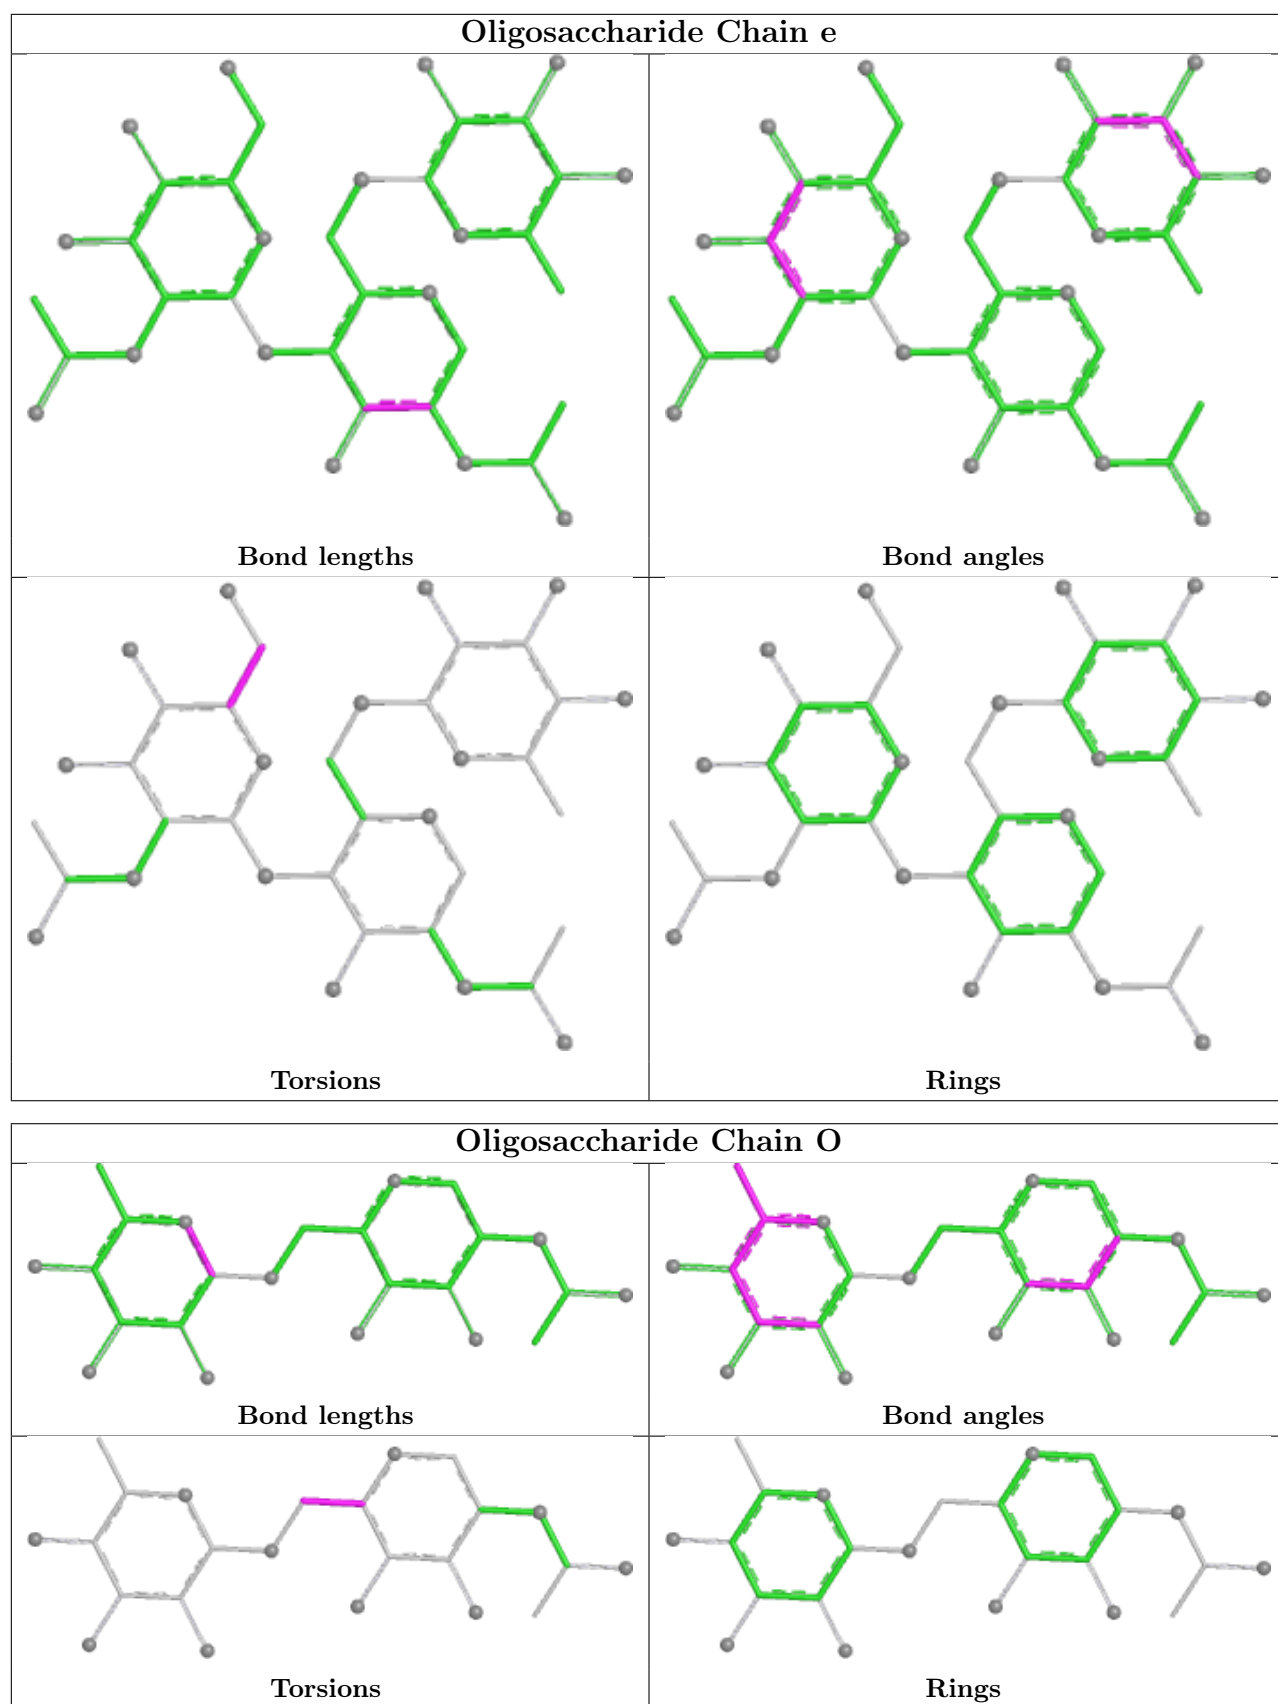 Oligosaccharide Chain e
Bond lengths
Bond angles
Torsions
Rings
Oligosaccharide Chain O
Bond lengths
Bond angles
Torsions
Rings